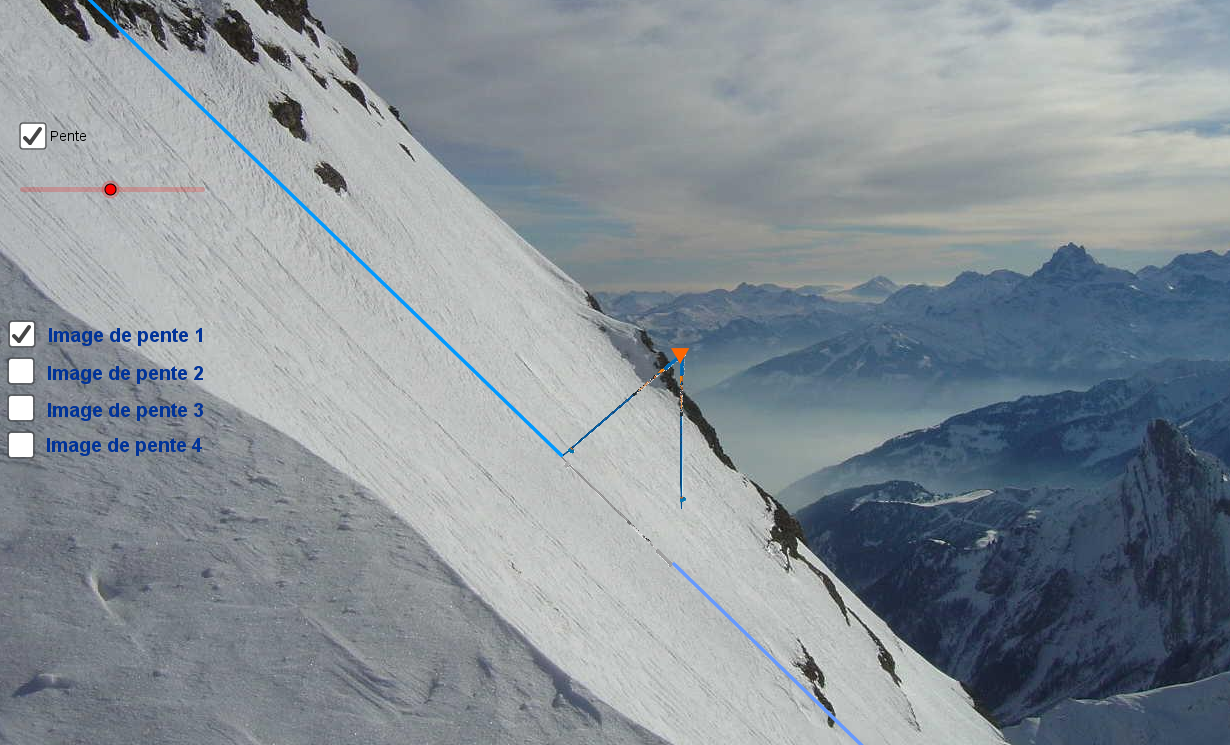 Pente
Image de pente 1
Image de pente 2
Image de pente 3
Image de pente 4